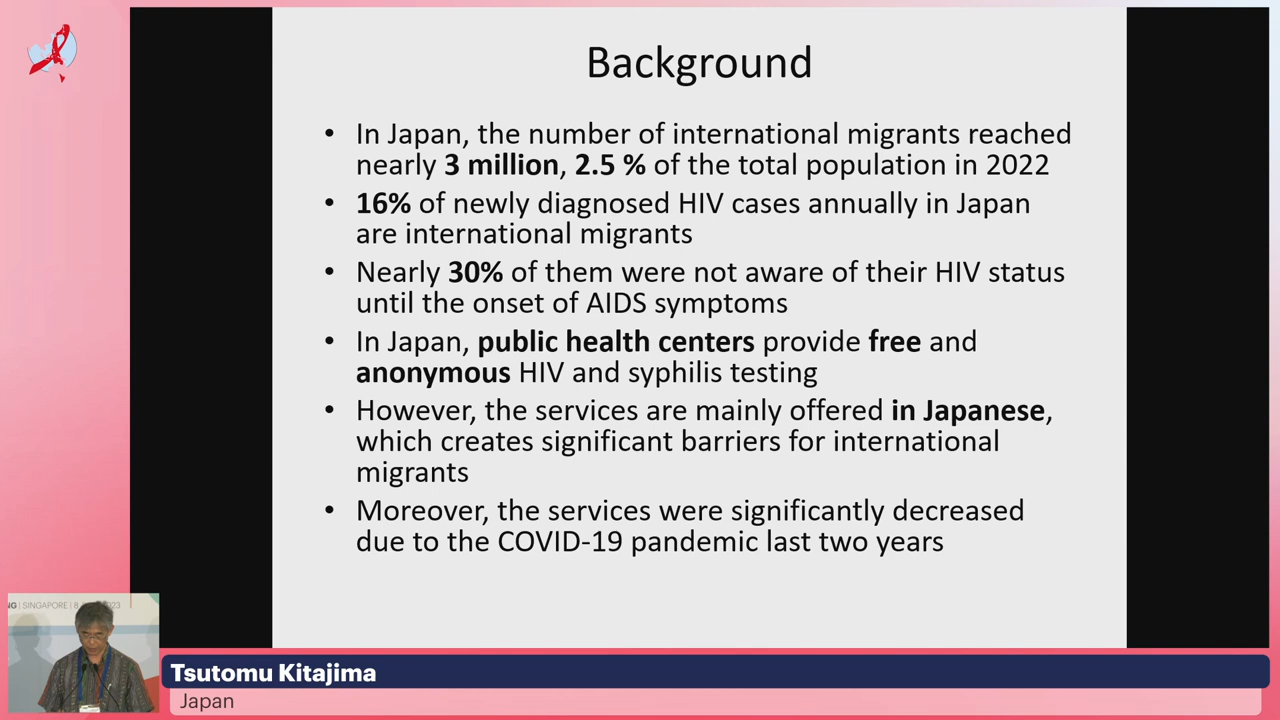 Background
• In Japan, the number of international migrants reached
nearly 3 million, 2.5 % of the total population in 2022
• 16% of newly diagnosed HIV cases annually in Japan
are international migrants
• Nearly 30% of them were not aware of their HIV status
until the onset of AIDS symptoms
• In Japan, public health centers provide free and
anonymous HIV and syphilis testing
• However, the services are mainly offered in Japanese,
which creates significant barriers for international
migrants
• Moreover, the services were significantly decreased
due to the COVID-19 pandemic last two years
NG | SINGAPORE | 8
23
Tsutomu Kitajima
Japan